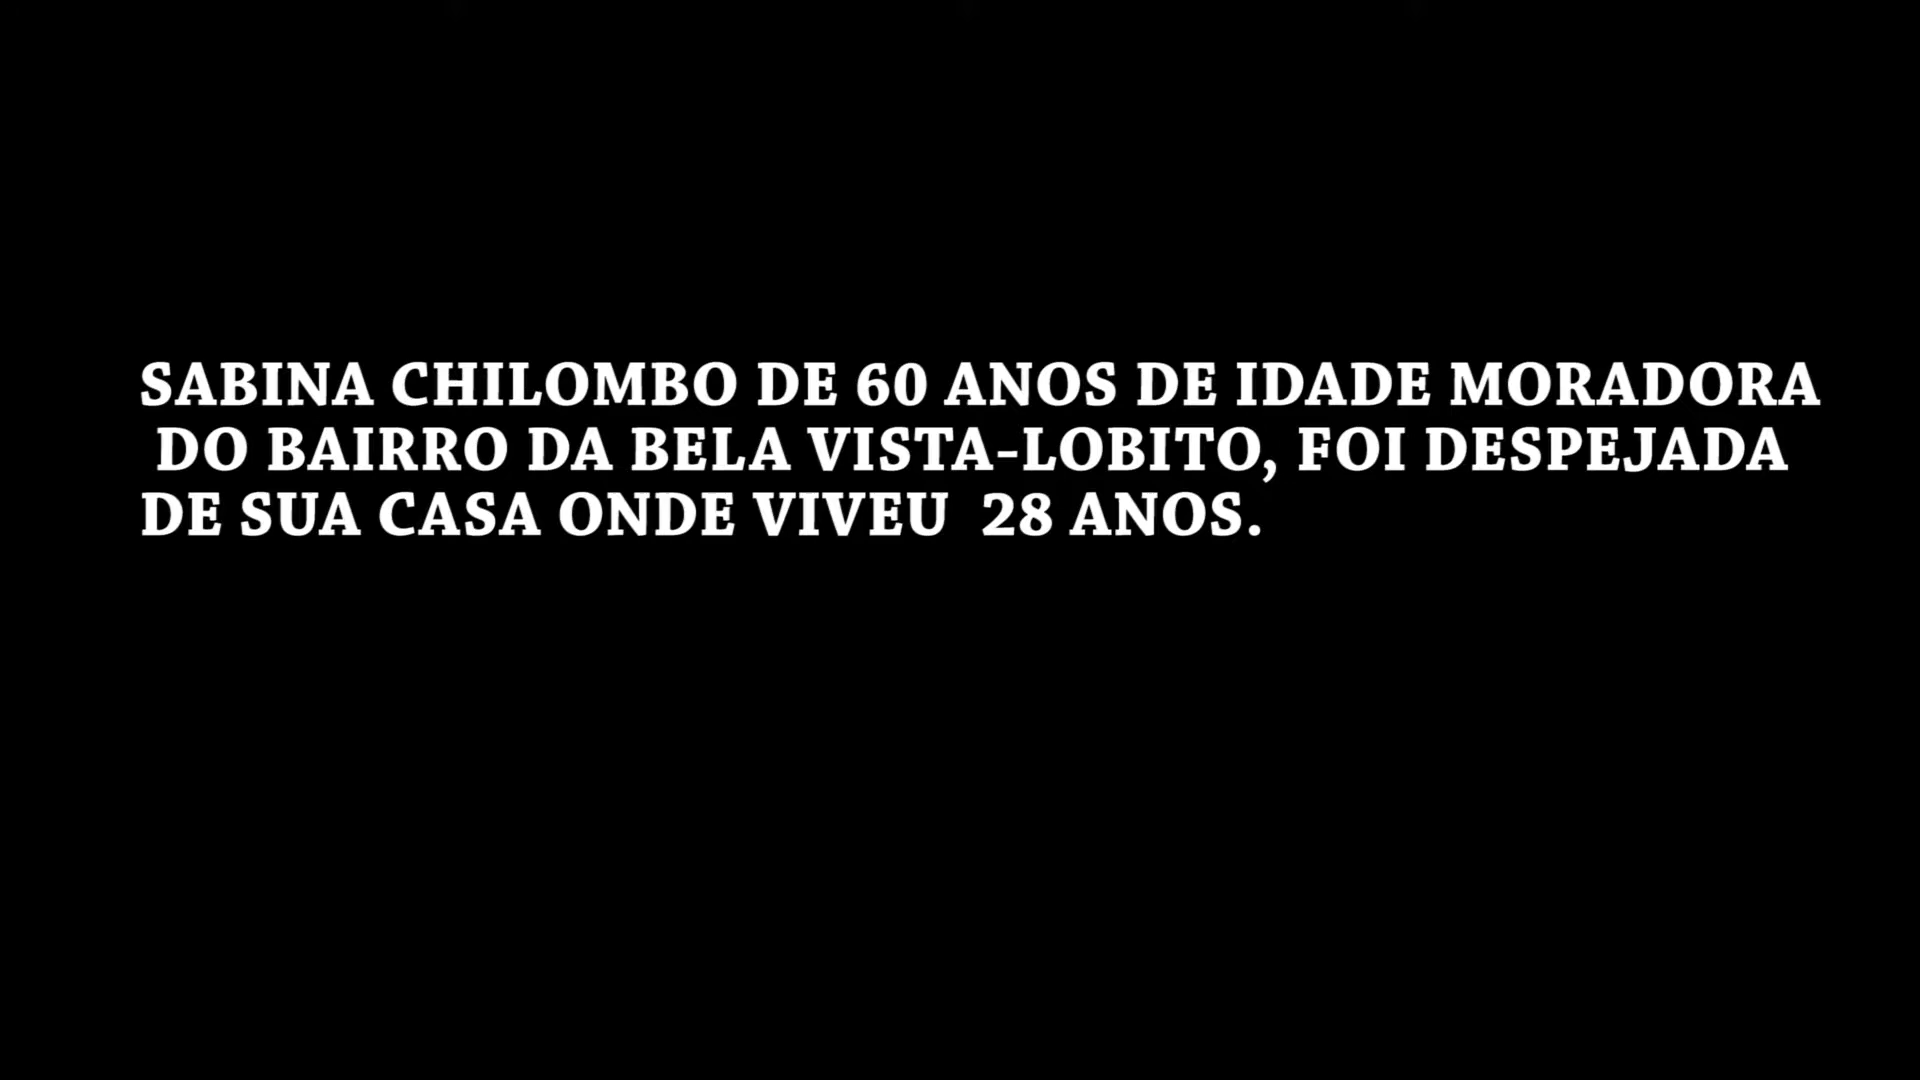 SABINA CHILOMBO DE 60 ANOS DE IDADE MORADORA
DO BAIRRO DA BELA VISTA-LOBITO, FOI DESPEJADA
DE SUA CASA ONDE VIVEU  28 ANOS.